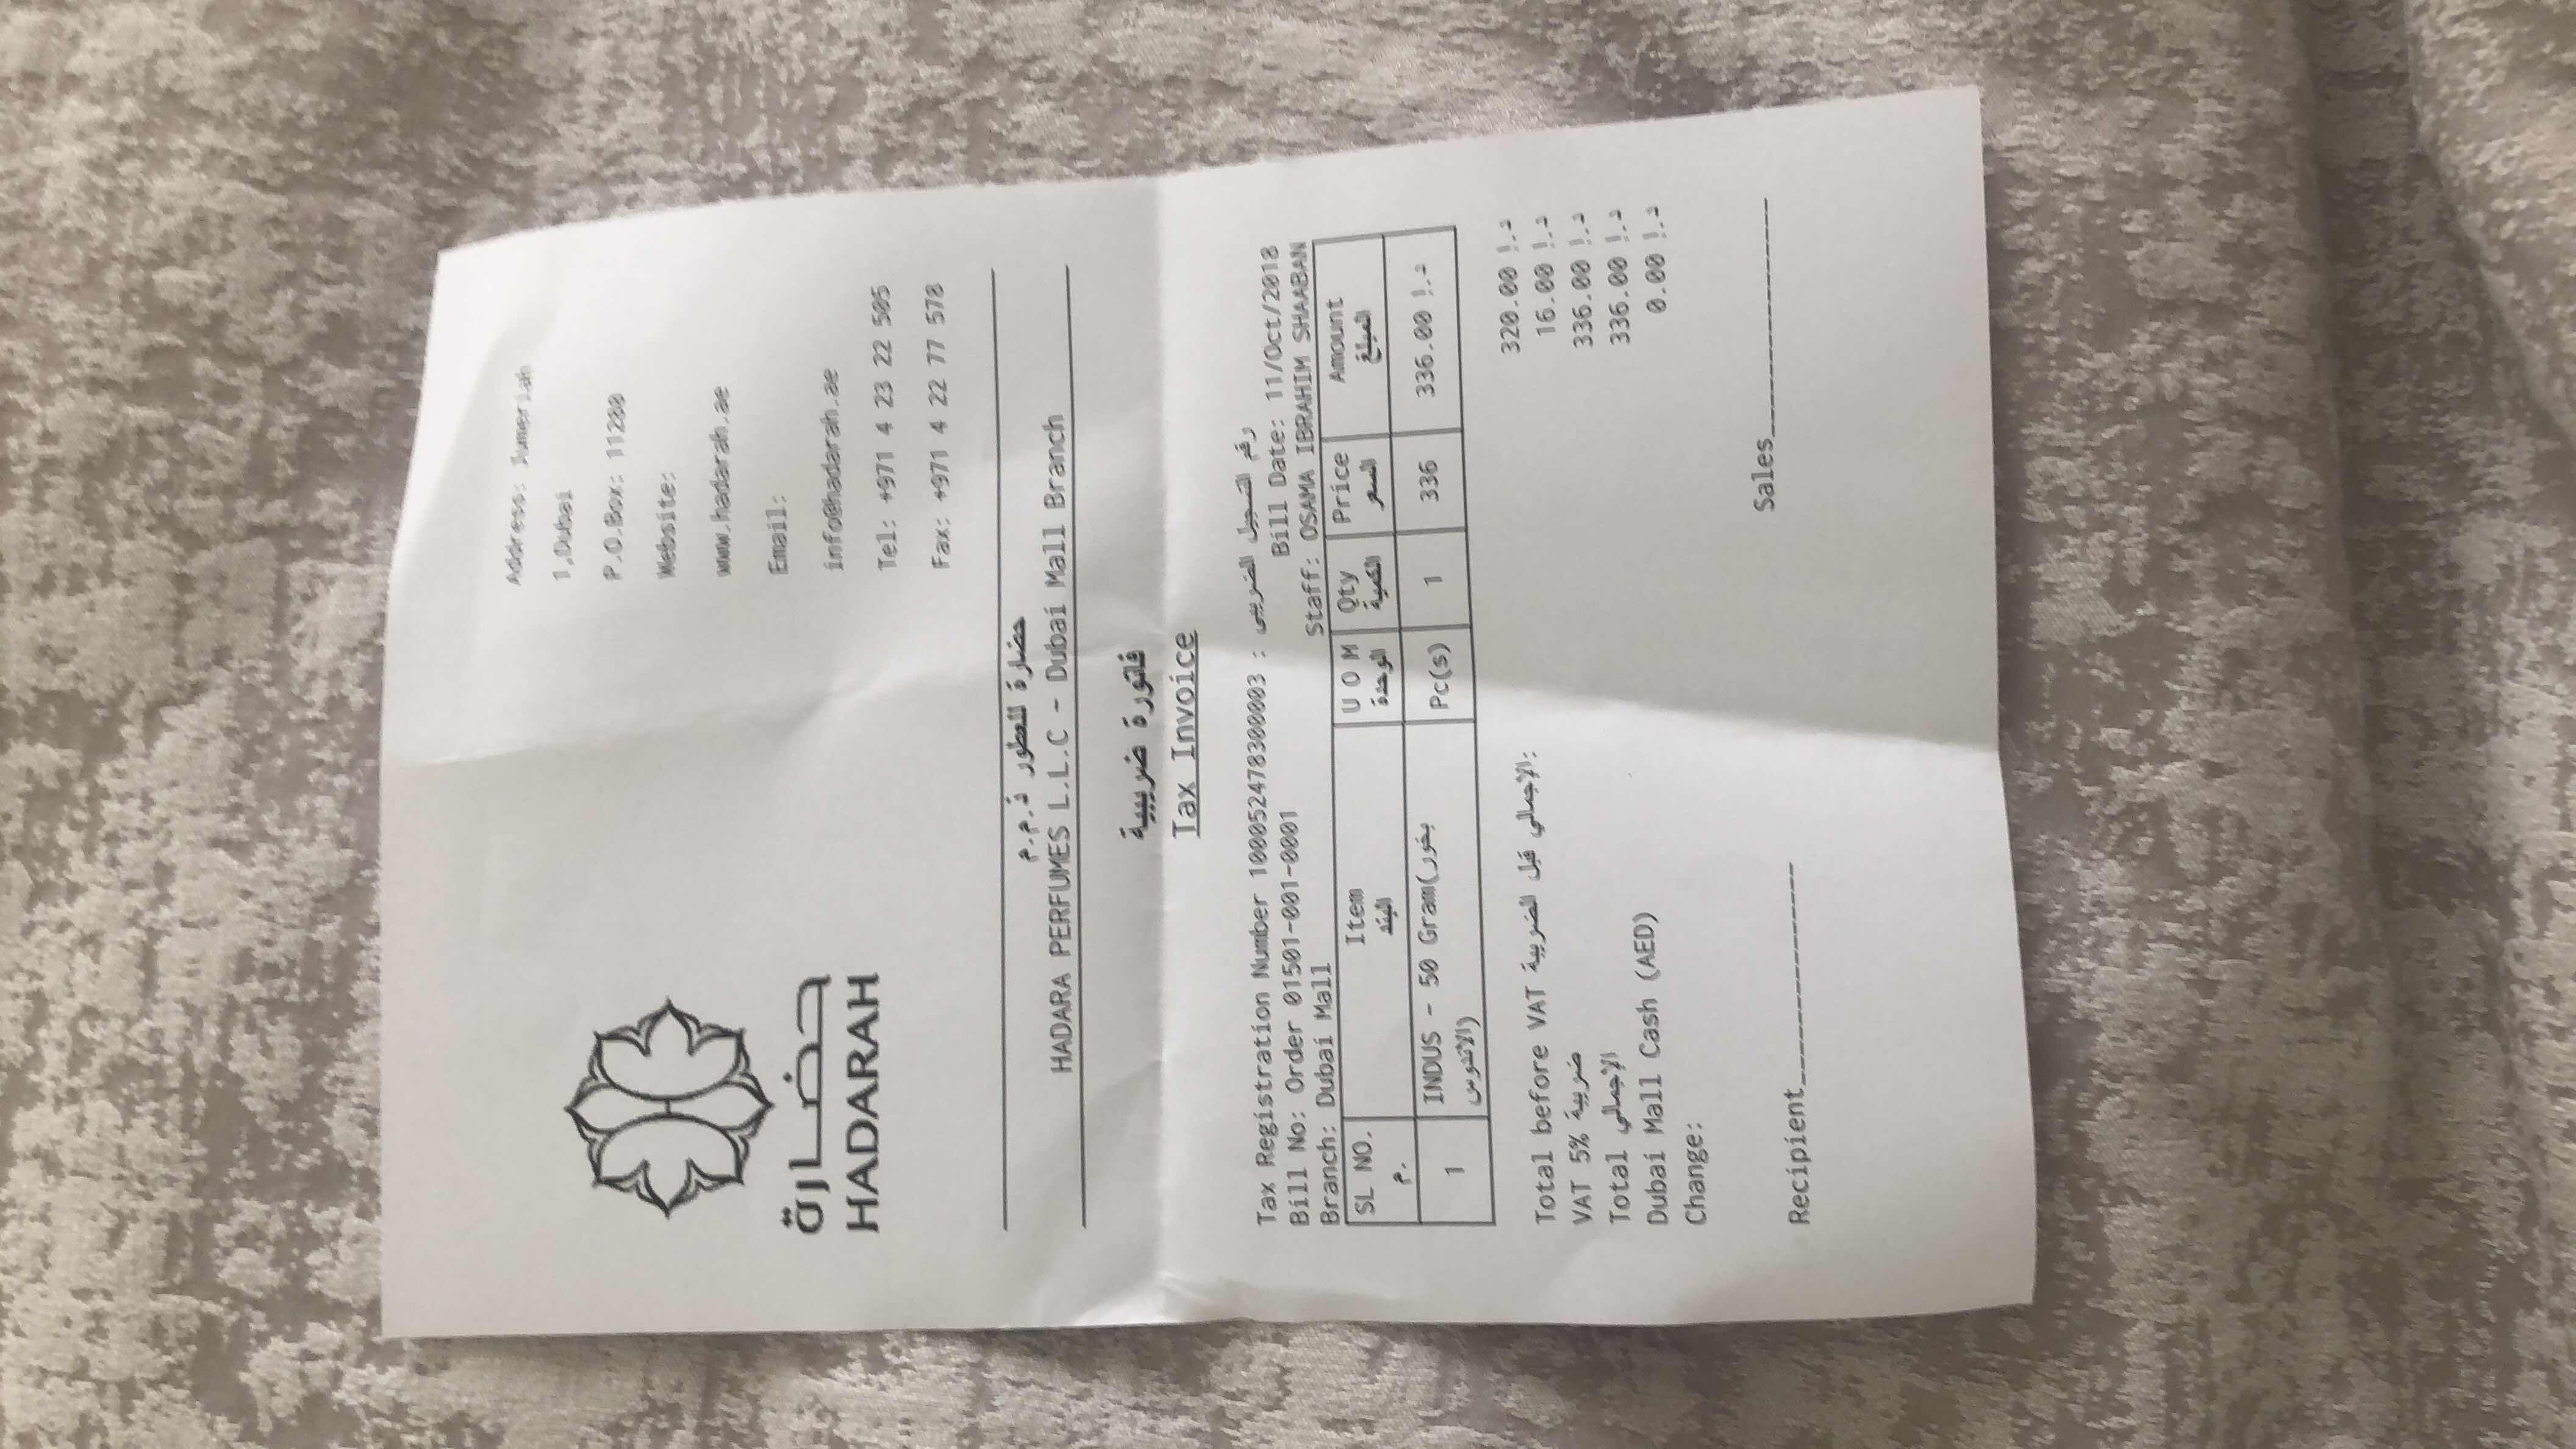 حضارة
HADARAH
Address: Jumeriah
1,Dubai
P.O.Box: 11280
Website:
www.hadarah.ae
Email:
info@hadarah.ae
Tel: +971 4 23 22 505
Fax: +971 4 22 77 578
حضارة للعطور ذ.م.م
HADARA PERFUMES L.L.C - Dubai Mall Branch
فاتورة ضريبية
Tax Invoice
Tax Registration Number 100052478300003 : رقم التسجيل الضريبى
Bill No: Order 01501-001-0001 Bill Date: 11/Oct/2018
Branch: Dubai Mall Staff: OSAMA IBRAHIM SHAABAN
SL NO. Item U O M Qty Price Amount
م. البند الوحدة الكمية السعر المبلغ
1 INDUS - 50 Gram(بخور Pc(s) 1 336 336.00 د.إ
الاندوس)
Total before VAT الإجمالي قبل الضريبة: 320.00 د.إ
VAT 5% ضريبة 16.00 د.إ
Total الإجمالي 336.00 د.إ
Dubai Mall Cash (AED) 336.00 د.إ
Change: 0.00 د.إ
Recipient_______________ Sales________________